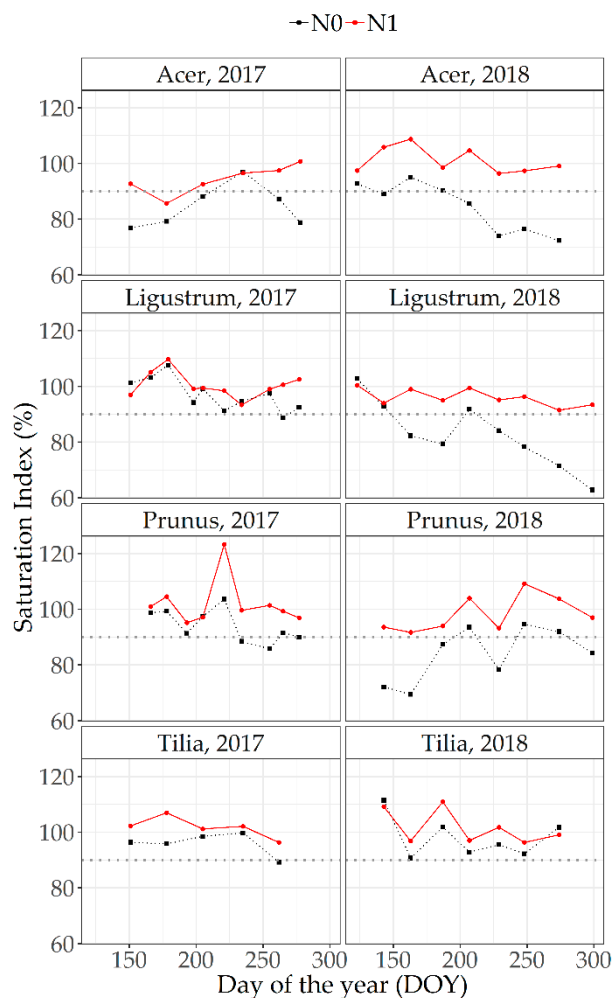 N0 N1
Acer, 2017 Acer, 2018
120
100
80
60
Ligustrum, 2017 Ligustrum, 2018
120
100
80
60
Saturation Index (%)
Prunus, 2017 Prunus, 2018
120
100
80
60
Tilia, 2017 Tilia, 2018
120
100
80
60
150 200 250 300 150 200 250 300
Day of the year (DOY)